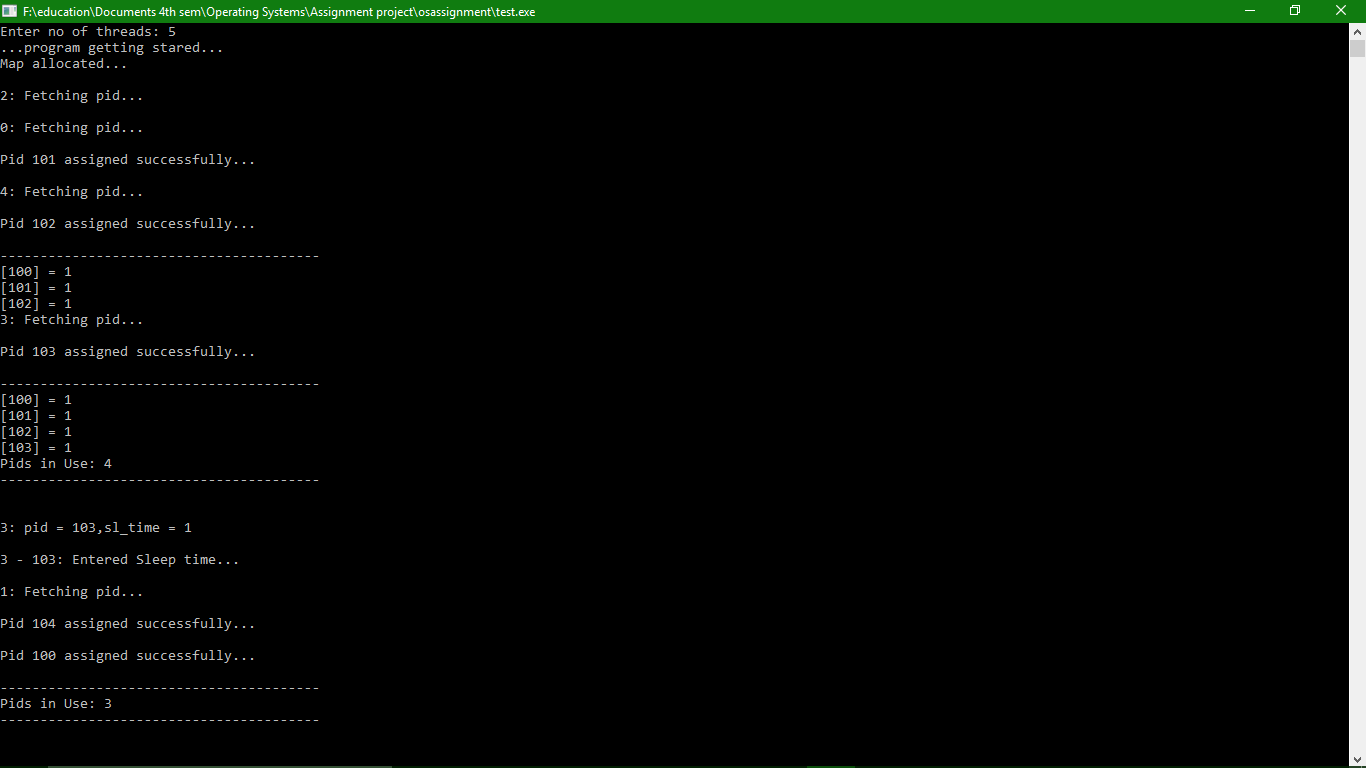 F:\education\Documents 4th sem\Operating Systems\Assignment project\osassignment\test.exe
Enter no of threads: 5
...program getting stared...
Map allocated...
2: Fetching pid...
0: Fetching pid...
Pid 101 assigned successfully...
4: Fetching pid...
Pid 102 assigned successfully...
----------------------------------------
[100] = 1
[101] = 1
[102] = 1
3: Fetching pid...
Pid 103 assigned successfully...
----------------------------------------
[100] = 1
[101] = 1
[102] = 1
[103] = 1
Pids in Use: 4
----------------------------------------
3: pid = 103,sl_time = 1
3 - 103: Entered Sleep time...
1: Fetching pid...
Pid 104 assigned successfully...
Pid 100 assigned successfully...
----------------------------------------
Pids in Use: 3
----------------------------------------